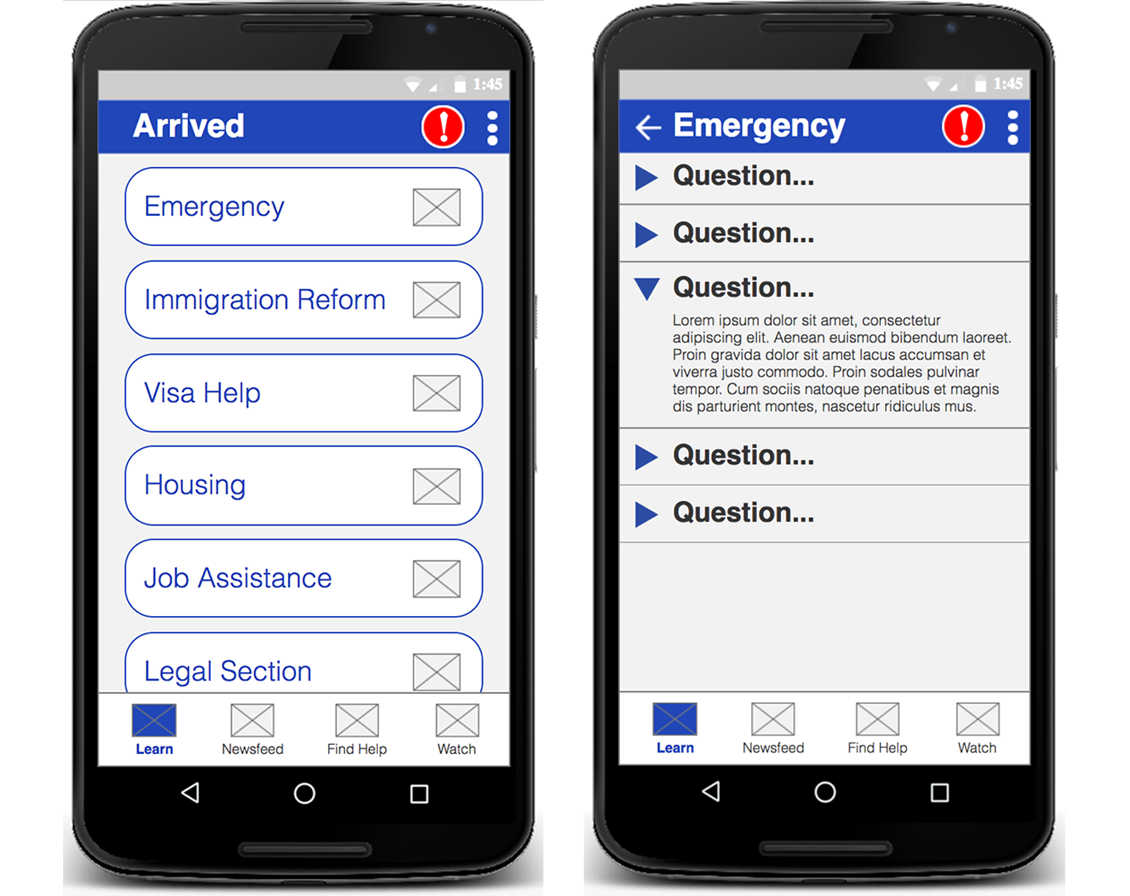 1:45
Arrived
Emergency
Immigration Reform
Visa Help
Housing
Job Assistance
Legal Section
Learn Newsfeed Find Help Watch
1:45
Emergency
Question...
Question...
Question...
Lorem ipsum dolor sit amet, consectetur
adipiscing elit. Aenean euismod bibendum laoreet.
Proin gravida dolor sit amet lacus accumsan et
viverra justo commodo. Proin sodales pulvinar
tempor. Cum sociis natoque penatibus et magnis
dis parturient montes, nascetur ridiculus mus.
Question...
Question...
Learn Newsfeed Find Help Watch